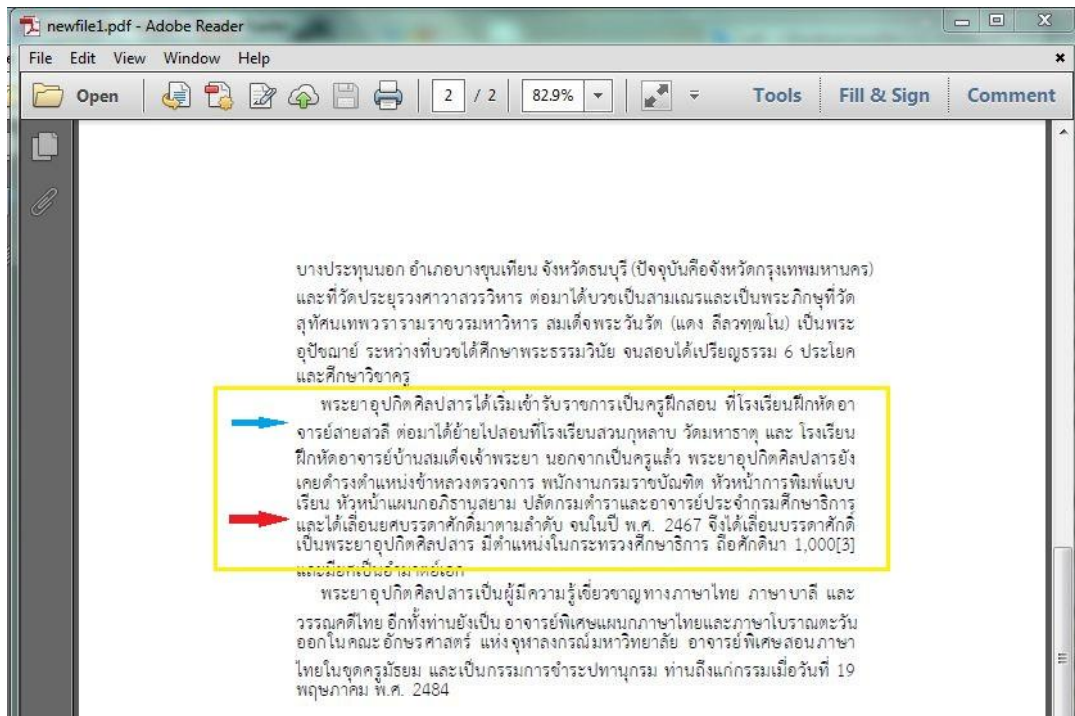 newfile1.pdf - Adobe Reader
File Edit View Window Help
Open 2 / 2 82.9% Tools Fill & Sign Comment
บางประทุนนอก อำเภอบางขุนเทียน จังหวัดธนบุรี (ปัจจุบันคือจังหวัดกรุงเทพมหานคร)
และที่วัดประยุรวงศาวาสวรวิหาร ต่อมาได้บวชเป็นสามเณรและเป็นพระภิกษุที่วัด
สุทัศนเทพวรารามราชวรมหาวิหาร สมเด็จพระวันรัต (แดง สีลวฑฺฒโน) เป็นพระ
อุปัชฌาย์ ระหว่างที่บวชได้ศึกษาพระธรรมวินัย จนสอบได้เปรียญธรรม 6 ประโยค
และศึกษาวิชาครู
พระยาอุปกิตศิลปสารได้เริ่มเข้ารับราชการเป็นครูฝึกสอน ที่โรงเรียนฝึกหัดอา
จารย์สายสวลี ต่อมาได้ย้ายไปสอนที่โรงเรียนสวนกุหลาบ วัดมหาธาตุ และ โรงเรียน
ฝึกหัดอาจารย์บ้านสมเด็จเจ้าพระยา นอกจากเป็นครูแล้ว พระยาอุปกิตศิลปสารยัง
เคยดำรงตำแหน่งข้าหลวงตรวจการ พนักงานกรมราชบัณฑิต หัวหน้าการพิมพ์แบบ
เรียน หัวหน้าแผนกอภิธานสยาม ปลัดกรมตำราและอาจารย์ประจำกรมศึกษาธิการ
และได้เลื่อนยศบรรดาศักดิ์มาตามลำดับ จนในปี พ.ศ. 2467 จึงได้เลื่อนบรรดาศักดิ์
เป็นพระยาอุปกิตศิลปสาร มีตำแหน่งในกระทรวงศึกษาธิการ ถือศักดินา 1,000[3]
และมียศเป็นอำมาตย์เอก
พระยาอุปกิตศิลปสารเป็นผู้มีความรู้เชี่ยวชาญทางภาษาไทย ภาษาบาลี และ
วรรณคดีไทย อีกทั้งท่านยังเป็น อาจารย์พิเศษแผนกภาษาไทยและภาษาโบราณตะวัน
ออกในคณะอักษรศาสตร์ แห่งจุฬาลงกรณ์มหาวิทยาลัย อาจารย์พิเศษสอนภาษา
ไทยในชุดครูมัธยม และเป็นกรรมการชำระปทานุกรม ท่านถึงแก่กรรมเมื่อวันที่ 19
พฤษภาคม พ.ศ. 2484